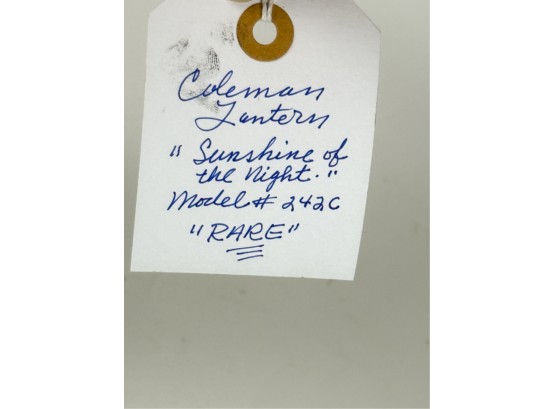 Coleman
Lantern
"Sunshine of
the Night."
Model# 242C
"RARE"